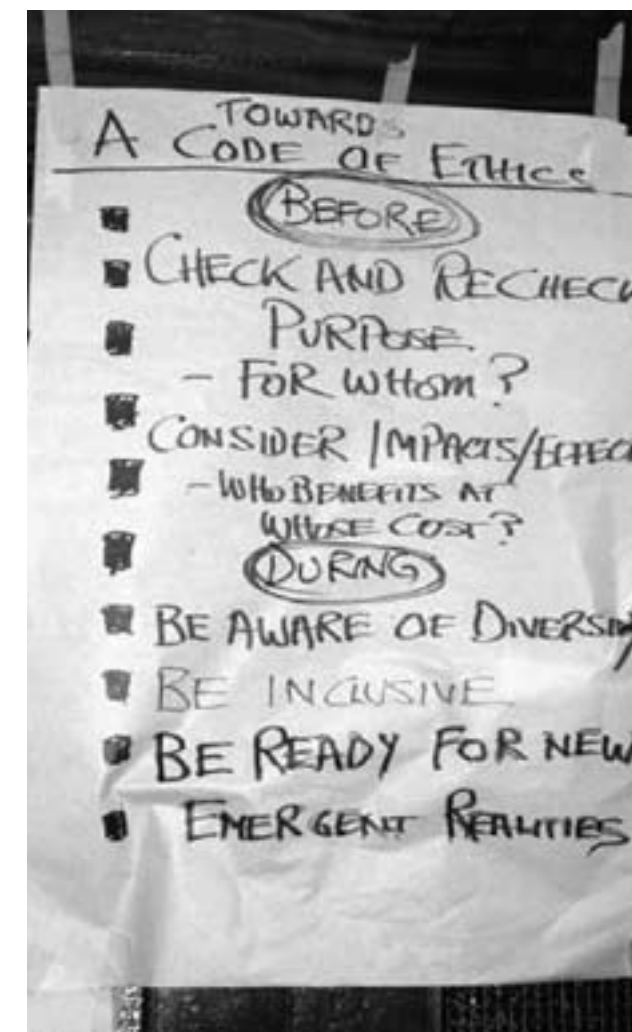 TOWARDS
A CODE OF ETHICS
BEFORE
CHECK AND RECHECK
PURPOSE.
- FOR WHOM?
CONSIDER IMPACTS/EFFEC
- WHO BENEFITS AT
WHOSE COST?
DURING
BE AWARE OF DIVERSITY
BE INCLUSIVE
BE READY FOR NEW
EMERGENT REALITIES